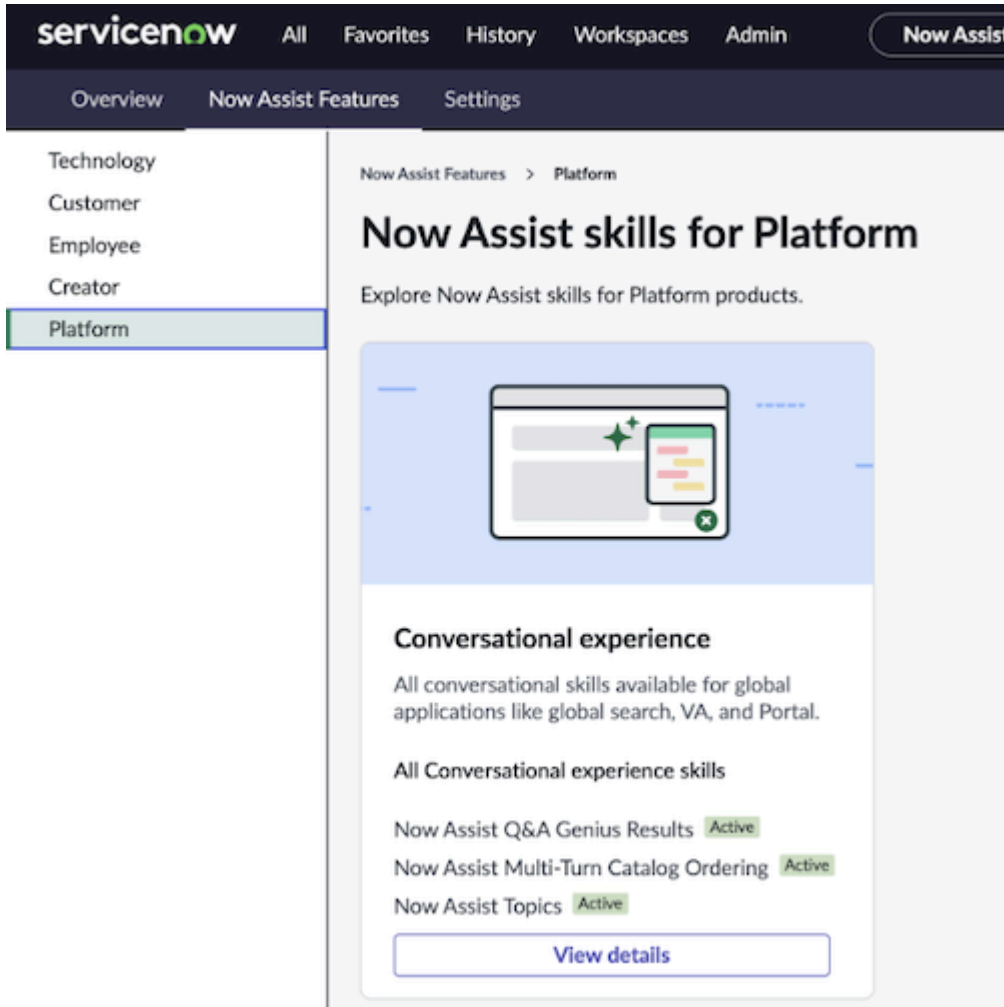 servicenow All Favorites History Workspaces Admin Now Assist
Overview Now Assist Features Settings
Technology
Customer
Employee
Creator
Platform
Now Assist Features > Platform
Now Assist skills for Platform
Explore Now Assist skills for Platform products.
Conversational experience
All conversational skills available for global
applications like global search, VA, and Portal.
All Conversational experience skills
Now Assist Q&A Genius Results Active
Now Assist Multi-Turn Catalog Ordering Active
Now Assist Topics Active
View details